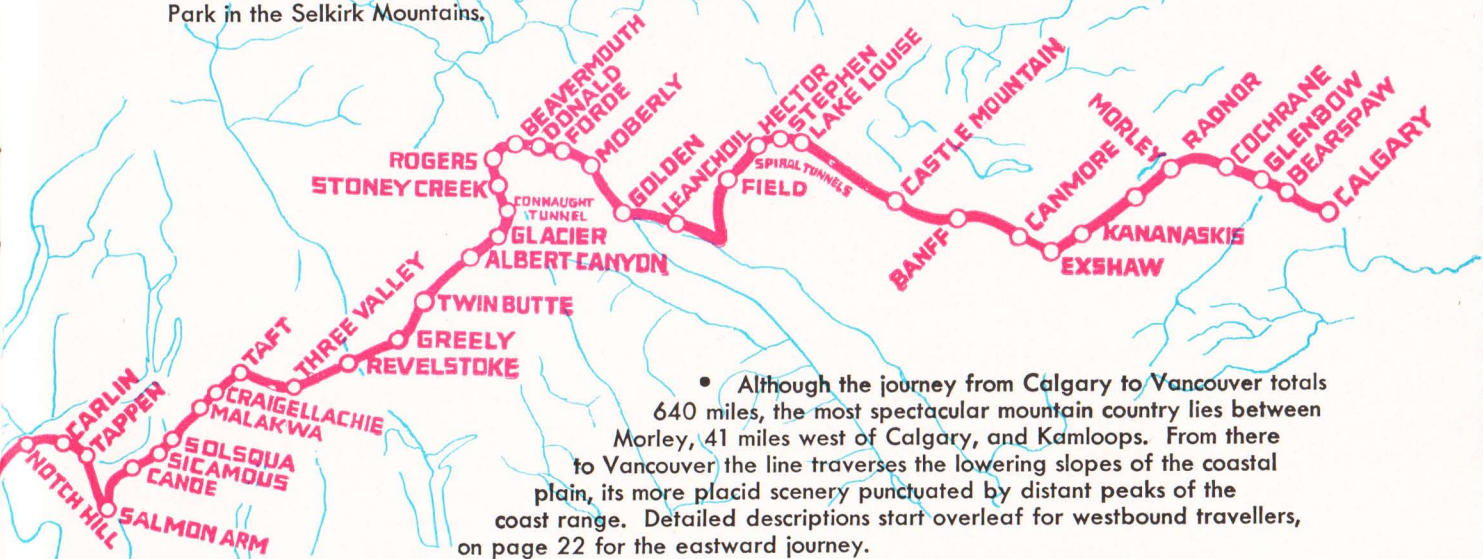 Park in the Selkirk Mountains.
BEAVERMOUTH
DONALD
FORDE
MOBERLY
ROGERS
STONEY CREEK
CONNAUGHT
TUNNEL
GLACIER
ALBERT CANYON
GOLDEN
LEANCHOIL
HECTOR
STEPHEN
LAKE LOUISE
SPIRAL TUNNELS
FIELD
CASTLE MOUNTAIN
BANFF
CANMORE
EXSHAW
KANANASKIS
MORLEY
RADNOR
COCHRANE
GLENBOW
BEARSPAW
CALGARY
TWIN BUTTE
GREELY
REVELSTOKE
THREE VALLEY
TAFT
CRAIGELLACHIE
MALAKWA
SOLSQUA
SICAMOUS
CANOE
SALMON ARM
TAPPEN
CARLIN
NOTCH HILL
• Although the journey from Calgary to Vancouver totals
640 miles, the most spectacular mountain country lies between
Morley, 41 miles west of Calgary, and Kamloops. From there
to Vancouver the line traverses the lowering slopes of the coastal
plain, its more placid scenery punctuated by distant peaks of the
coast range. Detailed descriptions start overleaf for westbound travellers,
on page 22 for the eastward journey.